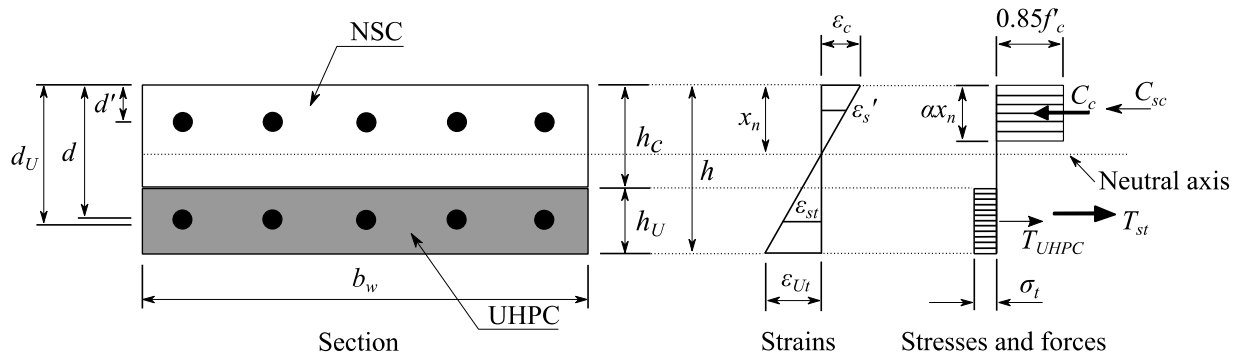 NSC
UHPC
d'
d
d_U
b_w
h_C
h_U
h
Section
ε_c
ε_s'
x_n
ε_st
ε_Ut
Strains
0.85f'_c
C_c
C_sc
αx_n
Neutral axis
T_st
T_UHPC
σ_t
Stresses and forces